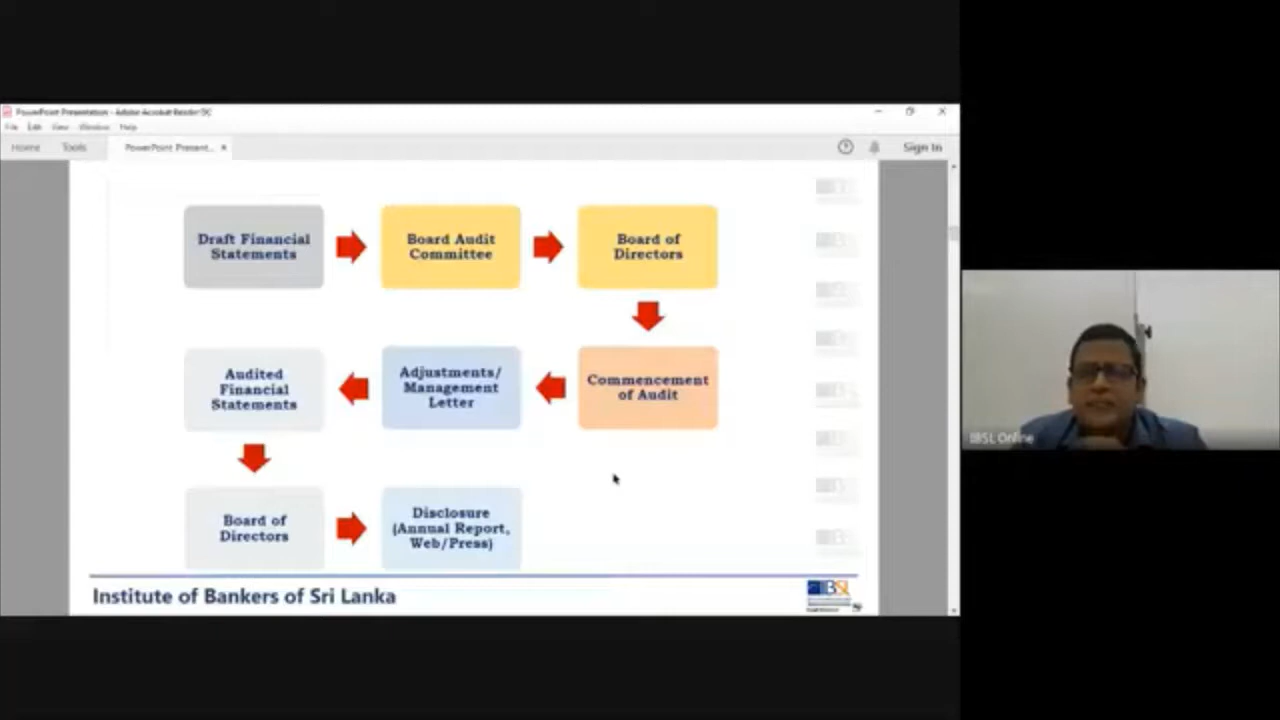 PowerPoint Presentation - Adobe Acrobat Reader DC
File Edit View Window Help
Home Tools PowerPoint Present... × Sign In
Draft Financial
Statements
Board Audit
Committee
Board of
Directors
Commencement
of Audit
Adjustments/
Management
Letter
Audited
Financial
Statements
Board of
Directors
Disclosure
(Annual Report,
Web/Press)
Institute of Bankers of Sri Lanka
IBSL
IBSL Online